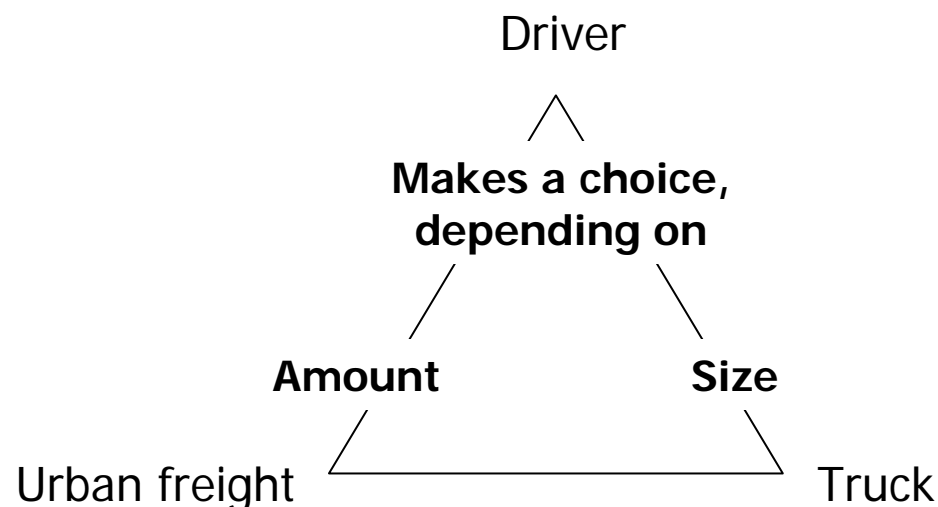 Driver
Makes a choice,
depending on
Amount Size
Urban freight Truck